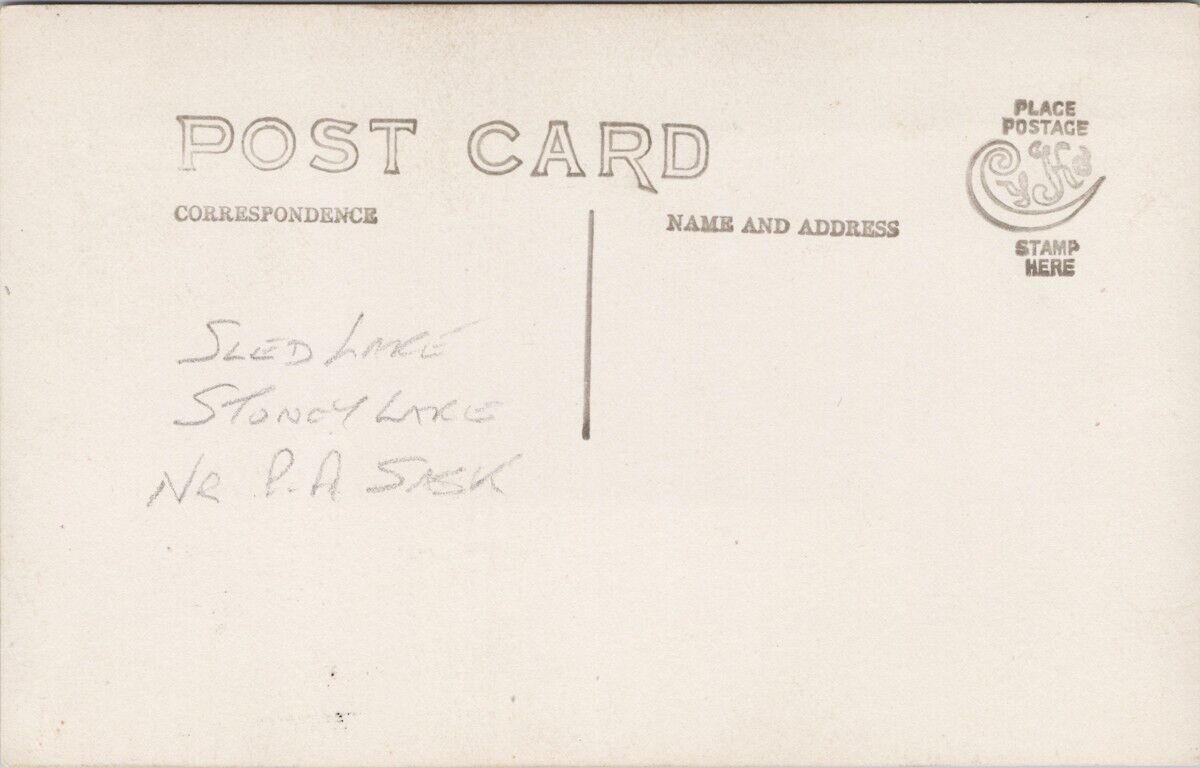 POST CARD
CORRESPONDENCE
NAME AND ADDRESS
PLACE
POSTAGE
STAMP
HERE
SLED LAKE
STONEY LAKE
NR P.A SASK